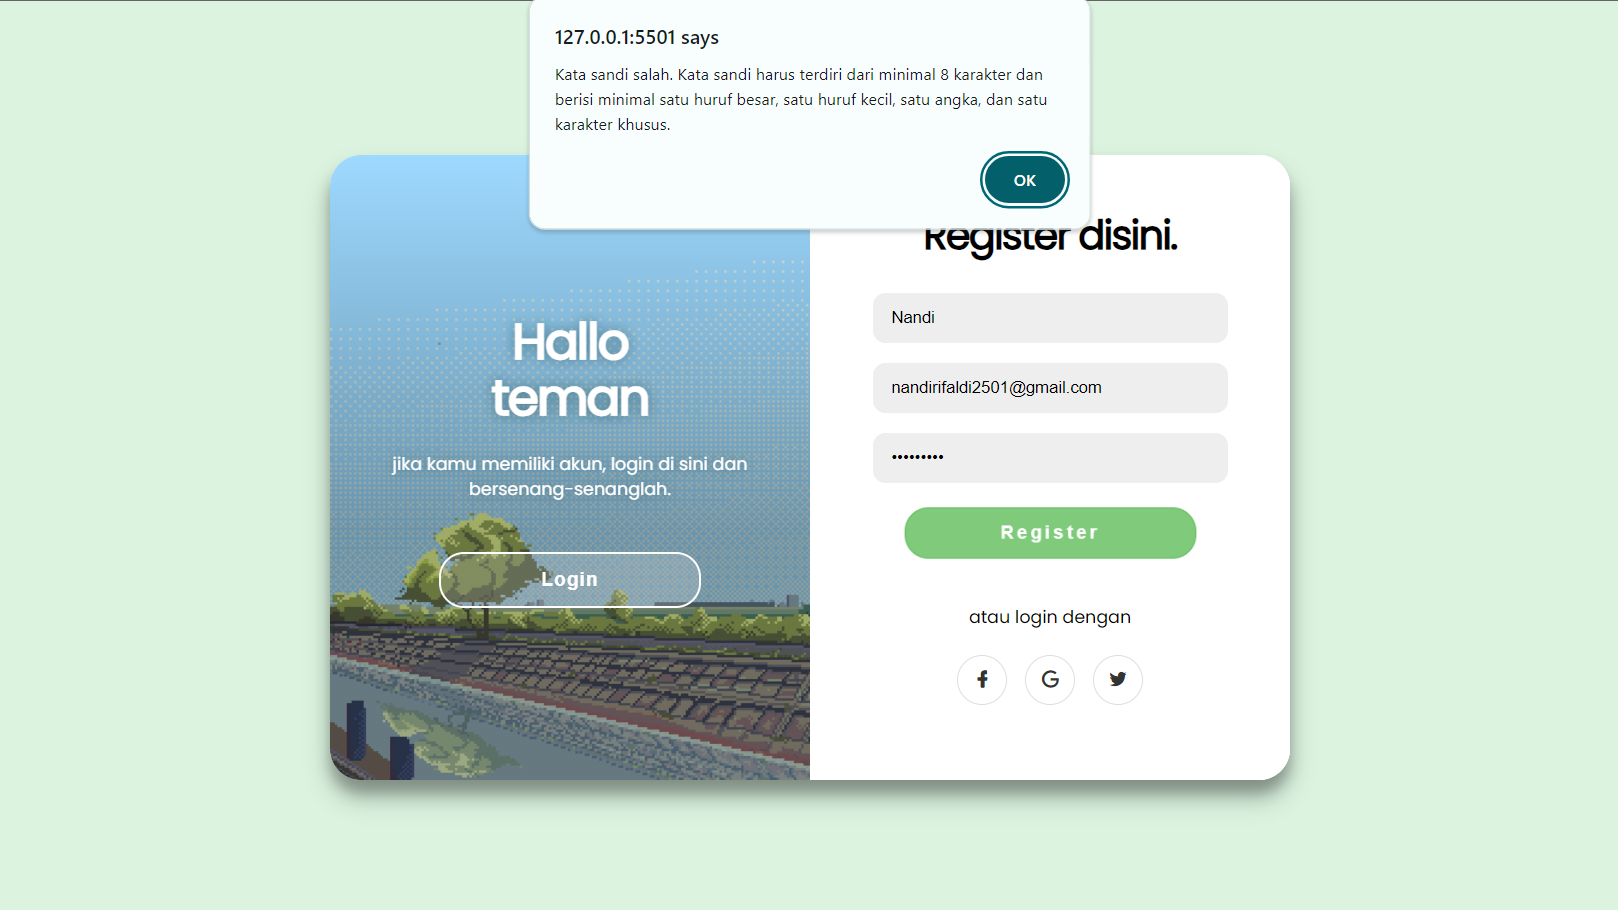 127.0.0.1:5501 says
Kata sandi salah. Kata sandi harus terdiri dari minimal 8 karakter dan
berisi minimal satu huruf besar, satu huruf kecil, satu angka, dan satu
karakter khusus.
OK
Hallo
teman
jika kamu memiliki akun, login di sini dan
bersenang-senanglah.
Login
Register disini.
Nandi
nandirifaldi2501@gmail.com
•••••••••
Register
atau login dengan